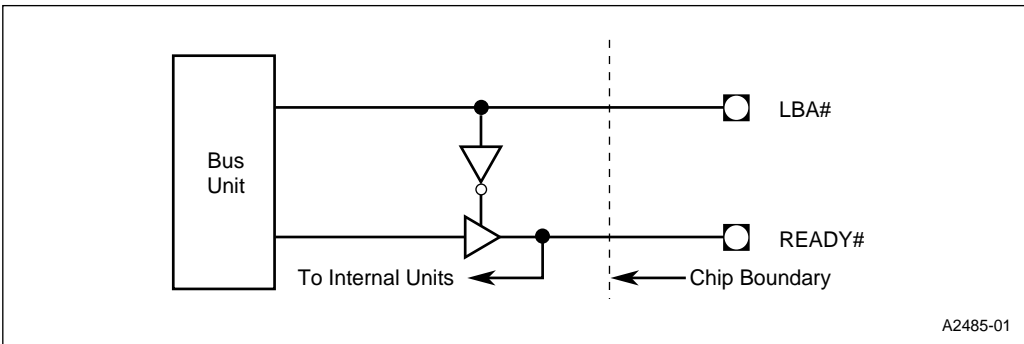 LBA#
Bus
Unit
READY#
To Internal Units
Chip Boundary
A2485-01